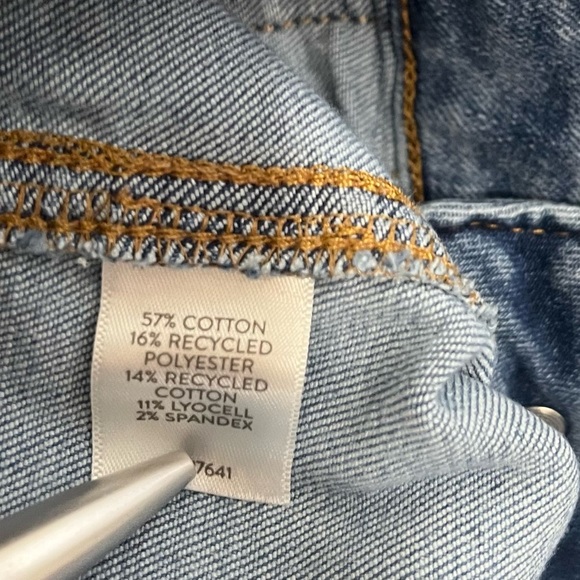 57% COTTON
16% RECYCLED
POLYESTER
14% RECYCLED
COTTON
11% LYOCELL
2% SPANDEX
7641